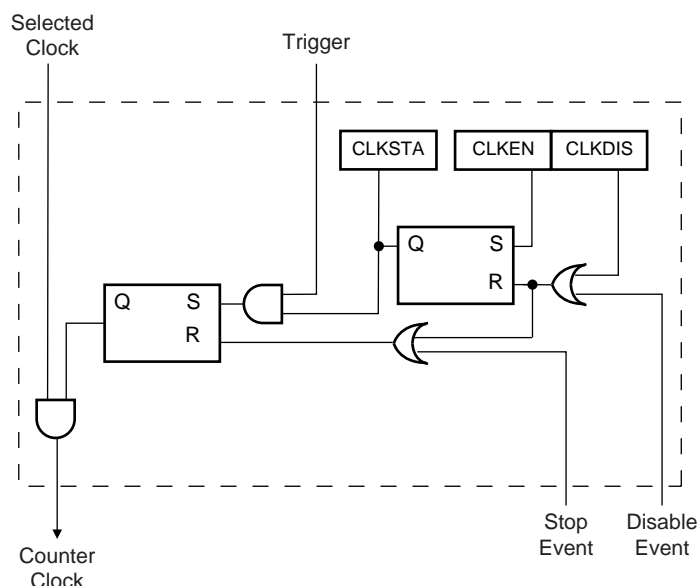 Selected
Clock
Trigger
CLKSTA
CLKEN
CLKDIS
Q
S
R
Q
S
R
Stop
Event
Disable
Event
Counter
Clock